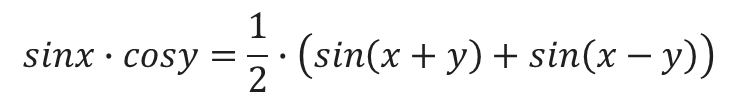 sinx · cosy = 1/2 · (sin(x + y) + sin(x − y))